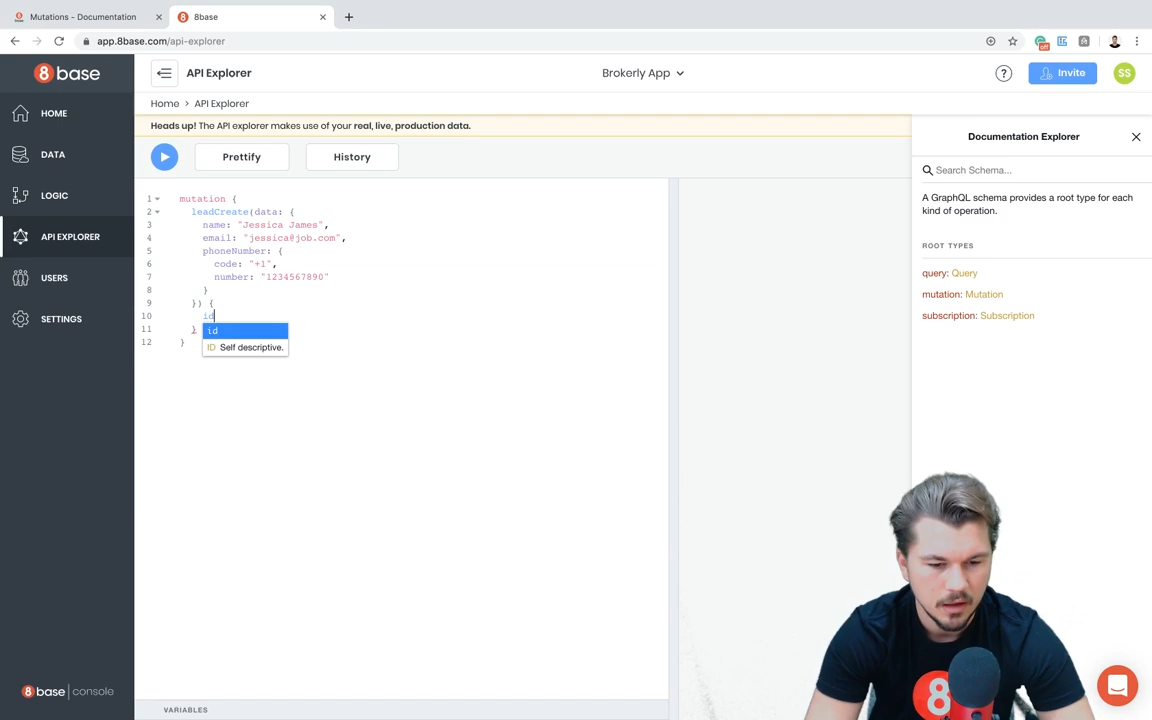 Mutations - Documentation
8base
app.8base.com/api-explorer
off
8base
API Explorer
Brokerly App
?
Invite
SS
HOME
DATA
LOGIC
API EXPLORER
USERS
SETTINGS
Home > API Explorer
Heads up! The API explorer makes use of your real, live, production data.
Prettify
History
Documentation Explorer
Search Schema...
A GraphQL schema provides a root type for each
kind of operation.
ROOT TYPES
query: Query
mutation: Mutation
subscription: Subscription
1 mutation {
2 leadCreate(data: {
3 name: "Jessica James",
4 email: "jessica@job.com",
5 phoneNumber: {
6 code: "+1",
7 number: "1234567890"
8 }
9 }) {
10 id
11 }
12 }
id
ID Self descriptive.
8base | console
VARIABLES
8